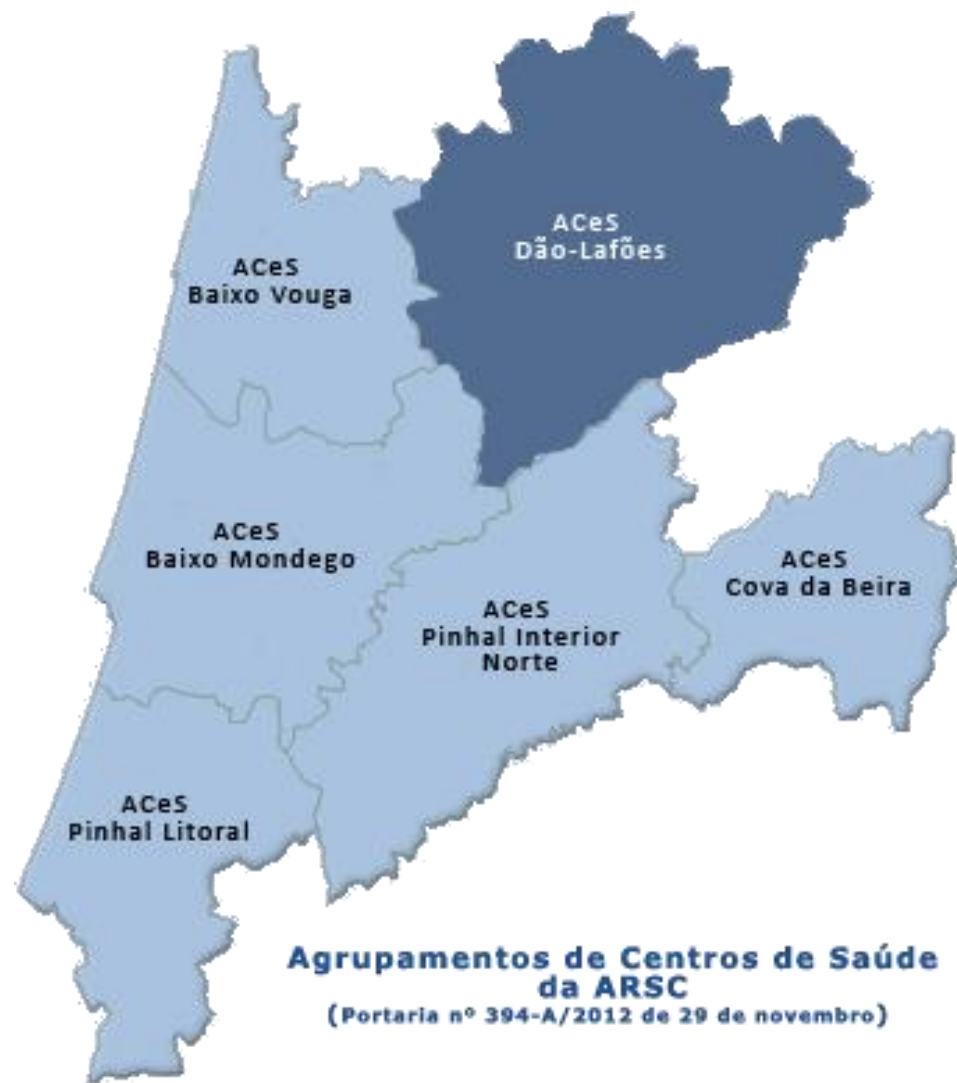 ACeS
Dão-Lafões
ACeS
Baixo Vouga
ACeS
Baixo Mondego
ACeS
Cova da Beira
ACeS
Pinhal Interior
Norte
ACeS
Pinhal Litoral
Agrupamentos de Centros de Saúde
da ARSC
(Portaria nº 394-A/2012 de 29 de novembro)